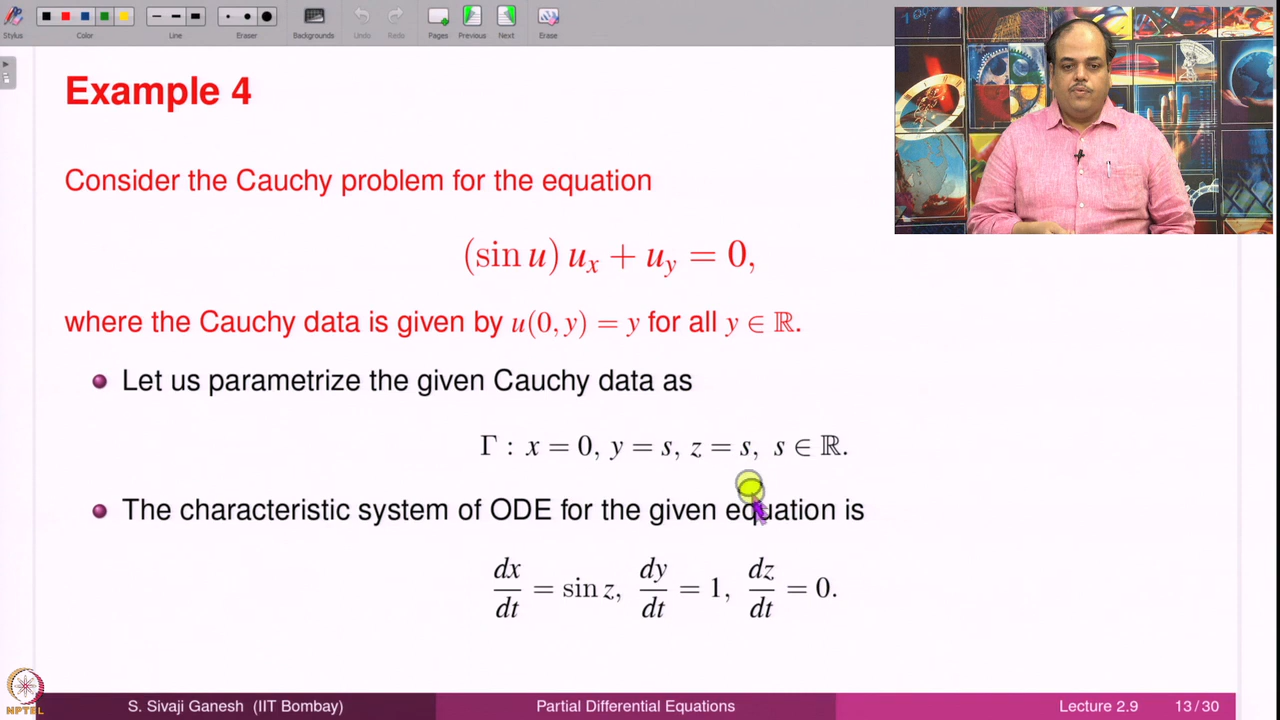 Stylus
Color
Line
Eraser
Backgrounds
Undo
Redo
Pages
Previous
Next
Erase
Example 4
Consider the Cauchy problem for the equation
(sin u) uₓ + u_y = 0,
where the Cauchy data is given by u(0, y) = y for all y ∈ ℝ.
Let us parametrize the given Cauchy data as
Γ : x = 0, y = s, z = s, s ∈ ℝ.
The characteristic system of ODE for the given equation is
dx/dt = sin z, dy/dt = 1, dz/dt = 0.
NPTEL
S. Sivaji Ganesh (IIT Bombay)
Partial Differential Equations
Lecture 2.9
13 / 30